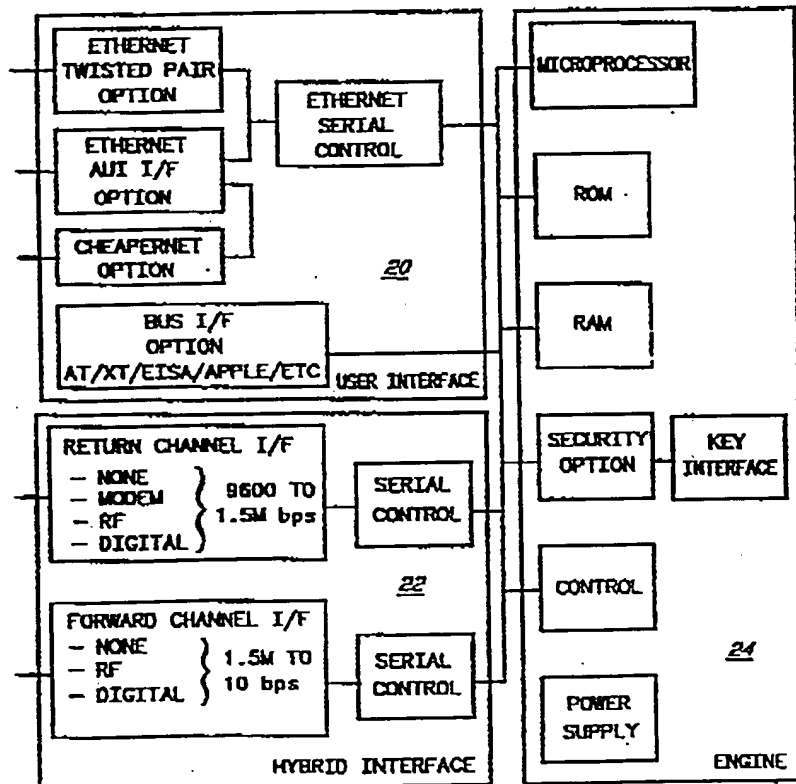 ETHERNET
TWISTED PAIR
OPTION
ETHERNET
SERIAL
CONTROL
ETHERNET
AUI I/F
OPTION
CHEAPERNET
OPTION
20
BUS I/F
OPTION
AT/XT/EISA/APPLE/ETC
USER INTERFACE
RETURN CHANNEL I/F
- NONE
- MODEM
- RF
- DIGITAL
9600 TO
1.5M bps
SERIAL
CONTROL
22
FORWARD CHANNEL I/F
- NONE
- RF
- DIGITAL
1.5M TO
10 bps
SERIAL
CONTROL
HYBRID INTERFACE
MICROPROCESSOR
ROM
RAM
SECURITY
OPTION
KEY
INTERFACE
CONTROL
24
POWER
SUPPLY
ENGINE